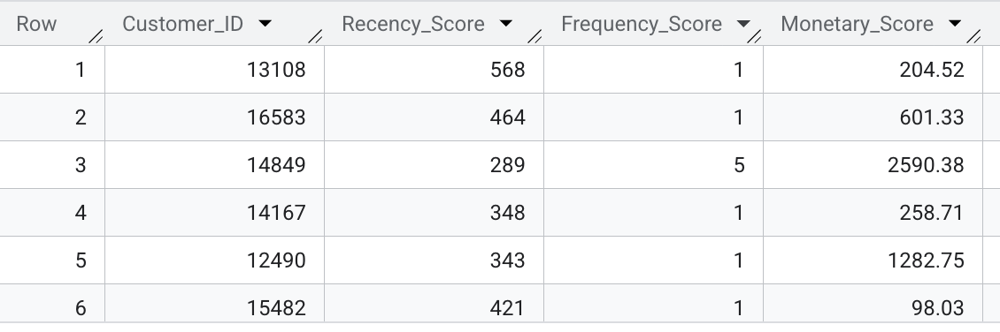 Row Customer_ID Recency_Score Frequency_Score Monetary_Score
1 13108 568 1 204.52
2 16583 464 1 601.33
3 14849 289 5 2590.38
4 14167 348 1 258.71
5 12490 343 1 1282.75
6 15482 421 1 98.03